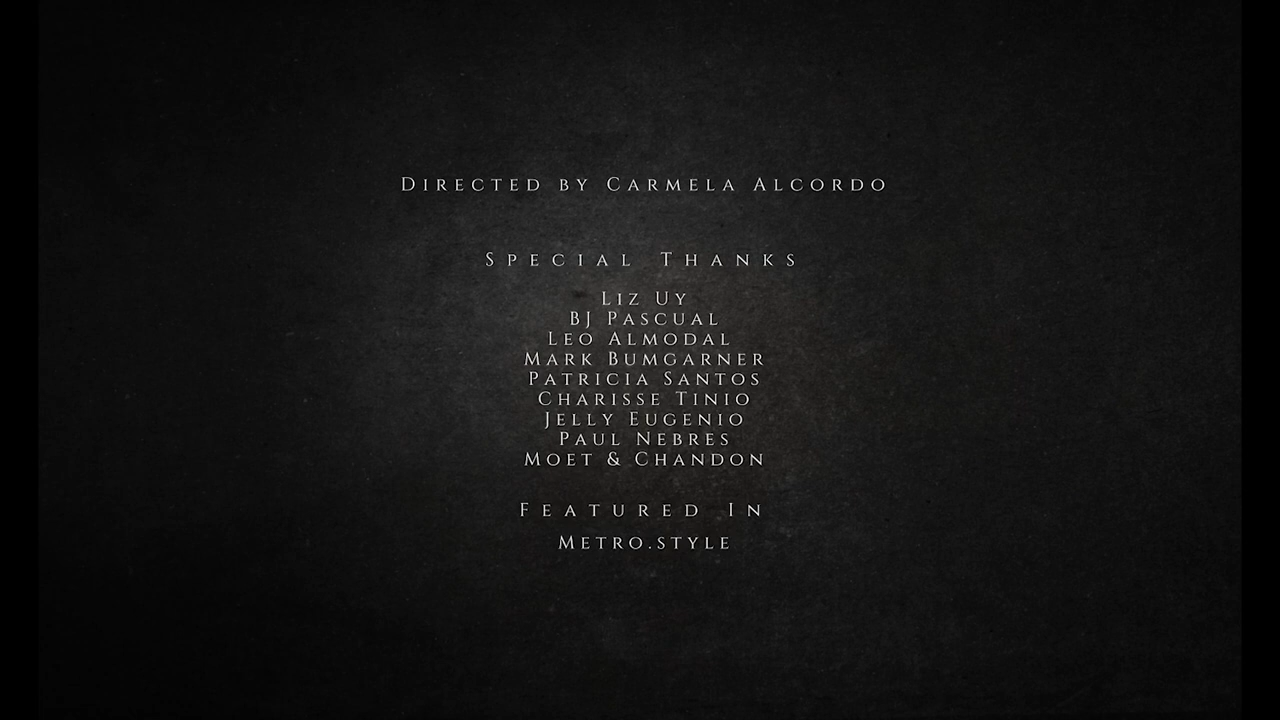 Directed by Carmela Alcordo
Special Thanks
Liz Uy
BJ Pascual
Leo Almodal
Mark Bumgarner
Patricia Santos
Charisse Tinio
Jelly Eugenio
Paul Nebres
Moet & Chandon
Featured In
Metro.style